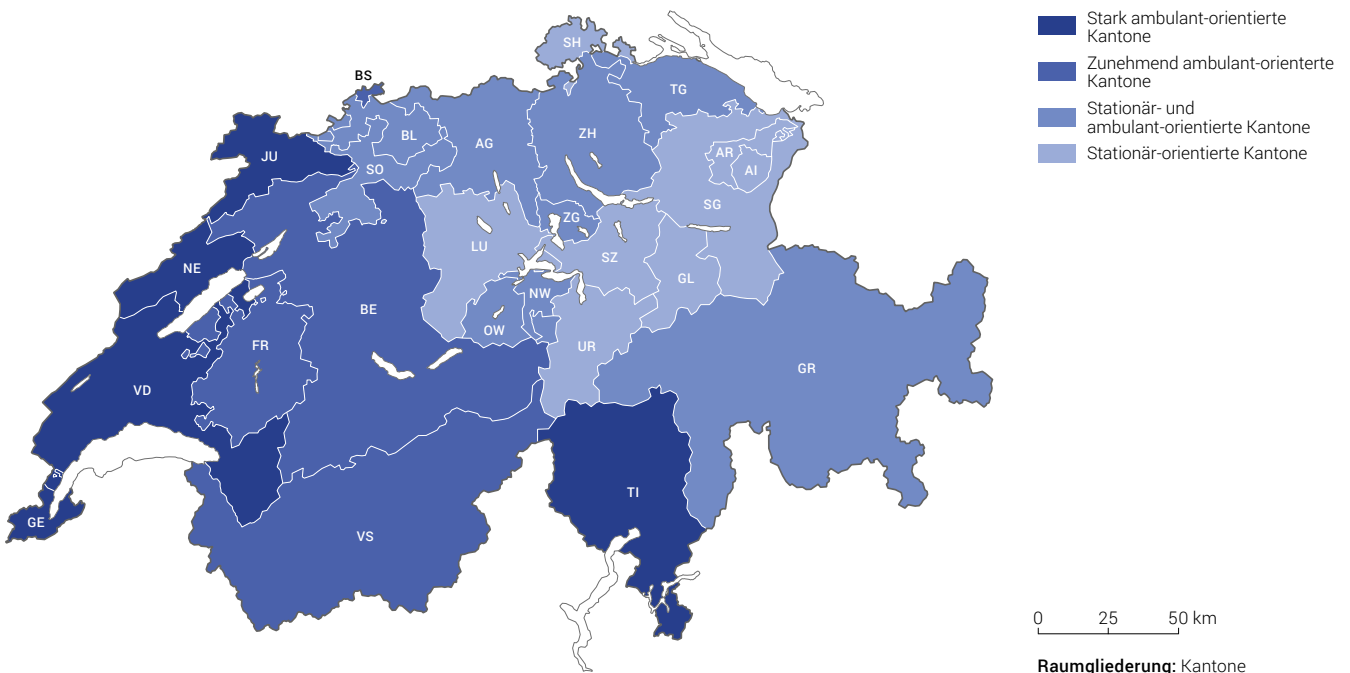 Stark ambulant-orientierte
Kantone
Zunehmend ambulant-orienterte
Kantone
Stationär- und
ambulant-orientierte Kantone
Stationär-orientierte Kantone
SH
BS
TG
BL
AG
ZH
JU
SO
AR
AI
SG
ZG
LU
SZ
NE
GL
NW
BE
OW
FR
UR
GR
VD
TI
GE
VS
0 25 50 km
Raumgliederung: Kantone